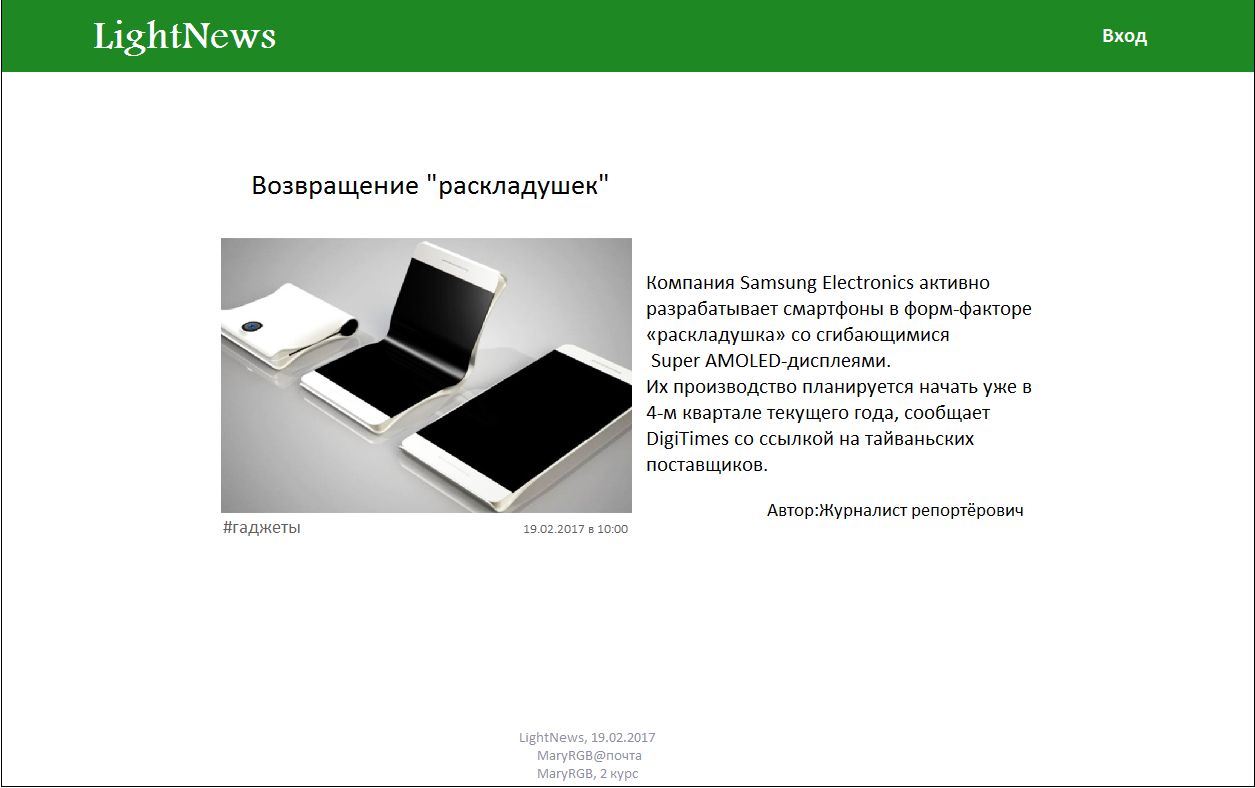 LightNews
Вход
Возвращение "раскладушек"
Компания Samsung Electronics активно
разрабатывает смартфоны в форм-факторе
«раскладушка» со сгибающимися
Super AMOLED-дисплеями.
Их производство планируется начать уже в
4-м квартале текущего года, сообщает
DigiTimes со ссылкой на тайваньских
поставщиков.
Автор:Журналист репортёрович
#гаджеты
19.02.2017 в 10:00
LightNews, 19.02.2017
MaryRGB@почта
MaryRGB, 2 курс